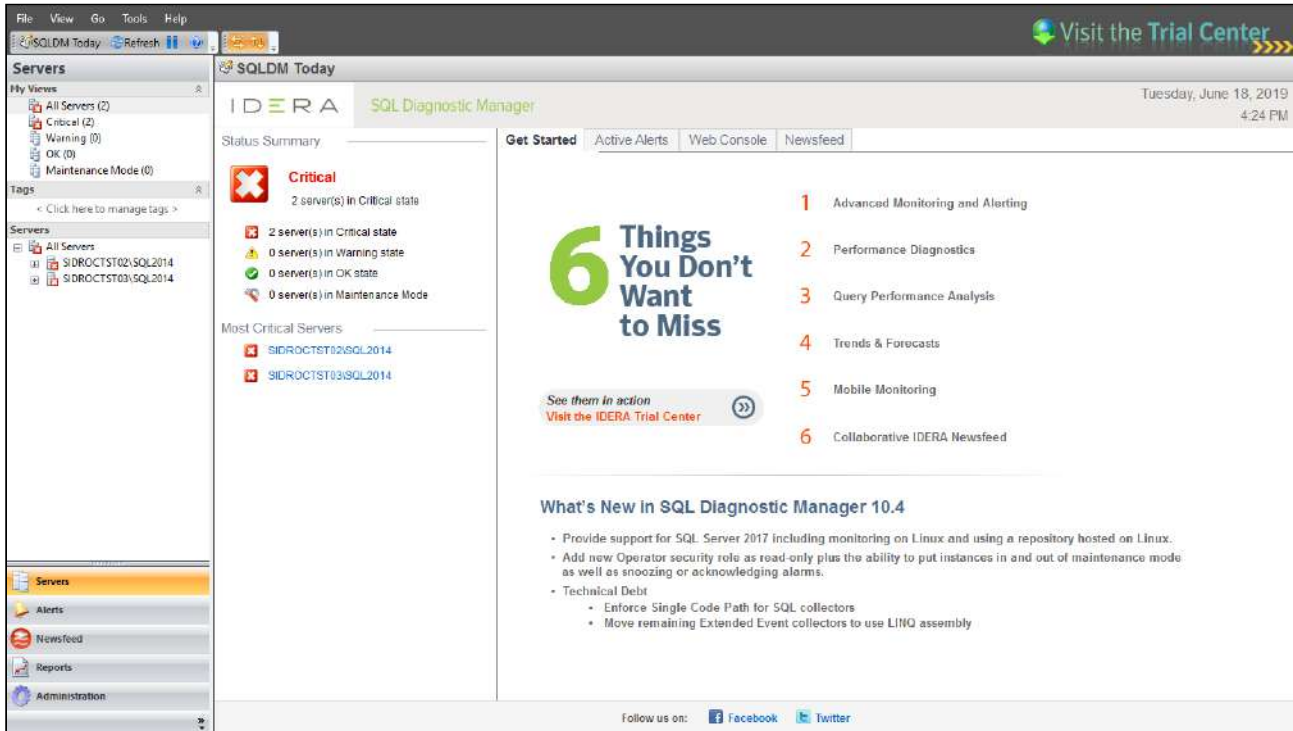 File View Go Tools Help
SQLDM Today Refresh
Visit the Trial Center
Servers
My Views
All Servers (2)
Critical (2)
Warning (0)
OK (0)
Maintenance Mode (0)
Tags
< Click here to manage tags >
Servers
All Servers
SIDROCTST02\SQL2014
SIDROCTST03\SQL2014
Servers
Alerts
Newsfeed
Reports
Administration
SQLDM Today
IDERA SQL Diagnostic Manager
Tuesday, June 18, 2019
4:24 PM
Status Summary
Critical
2 server(s) in Critical state
2 server(s) in Critical state
0 server(s) in Warning state
0 server(s) in OK state
0 server(s) in Maintenance Mode
Most Critical Servers
SIDROCTST02\SQL2014
SIDROCTST03\SQL2014
Get Started Active Alerts Web Console Newsfeed
6 Things
You Don't
Want
to Miss
See them in action
Visit the IDERA Trial Center
1 Advanced Monitoring and Alerting
2 Performance Diagnostics
3 Query Performance Analysis
4 Trends & Forecasts
5 Mobile Monitoring
6 Collaborative IDERA Newsfeed
What's New in SQL Diagnostic Manager 10.4
• Provide support for SQL Server 2017 including monitoring on Linux and using a repository hosted on Linux.
• Add new Operator security role as read-only plus the ability to put instances in and out of maintenance mode
as well as snoozing or acknowledging alarms.
• Technical Debt
• Enforce Single Code Path for SQL collectors
• Move remaining Extended Event collectors to use LINQ assembly
Follow us on: Facebook Twitter